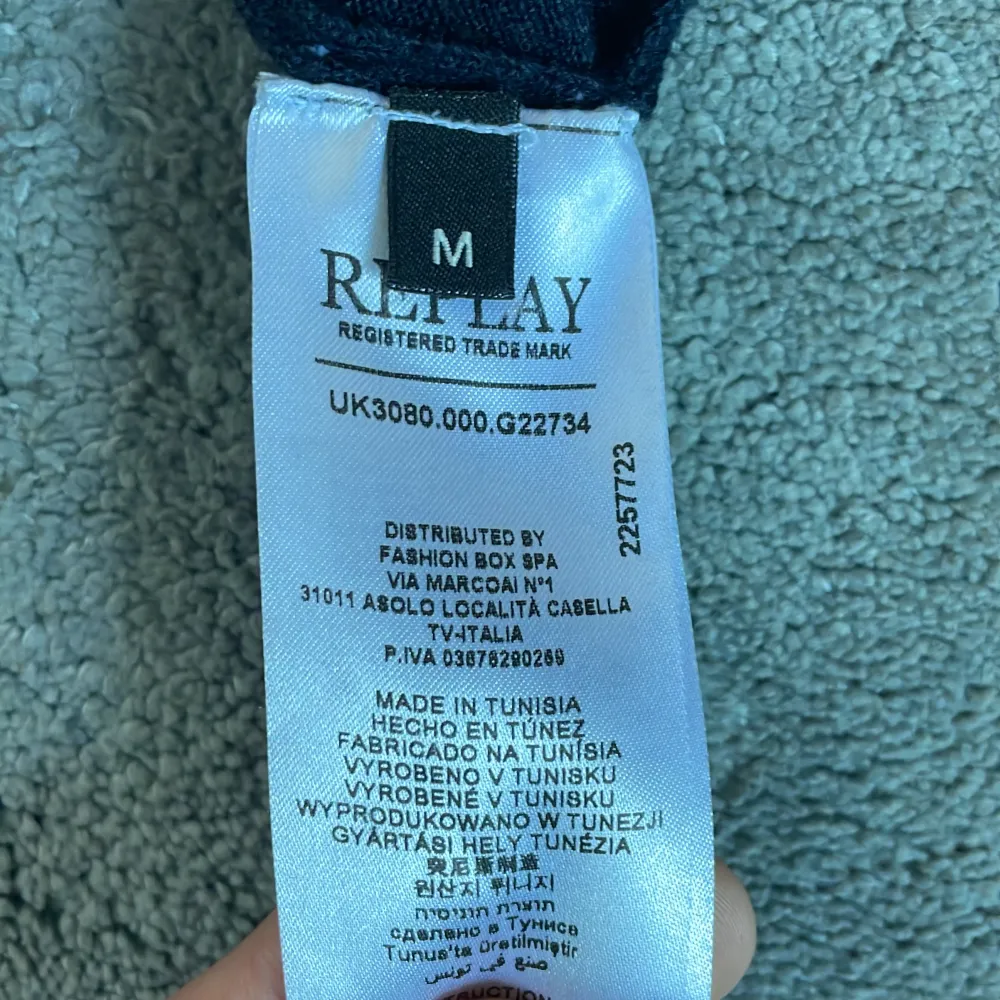 M
REPLAY
REGISTERED TRADE MARK
UK3080.000.G22734
2257723
DISTRIBUTED BY
FASHION BOX SPA
VIA MARCOAI N°1
31011 ASOLO LOCALITÀ CASELLA
TV-ITALIA
P.IVA 03676290269
MADE IN TUNISIA
HECHO EN TÚNEZ
FABRICADO NA TUNÍSIA
VYROBENO V TUNISKU
VYROBENÉ V TUNISKU
WYPRODUKOWANO W TUNEZJI
GYÁRTÁSI HELY TUNÉZIA
突尼斯制造
원산지 튀니지
תוצרת תוניסיה
сделано в Тунисе
Tunus'ta üretilmiştir
صنع في تونس